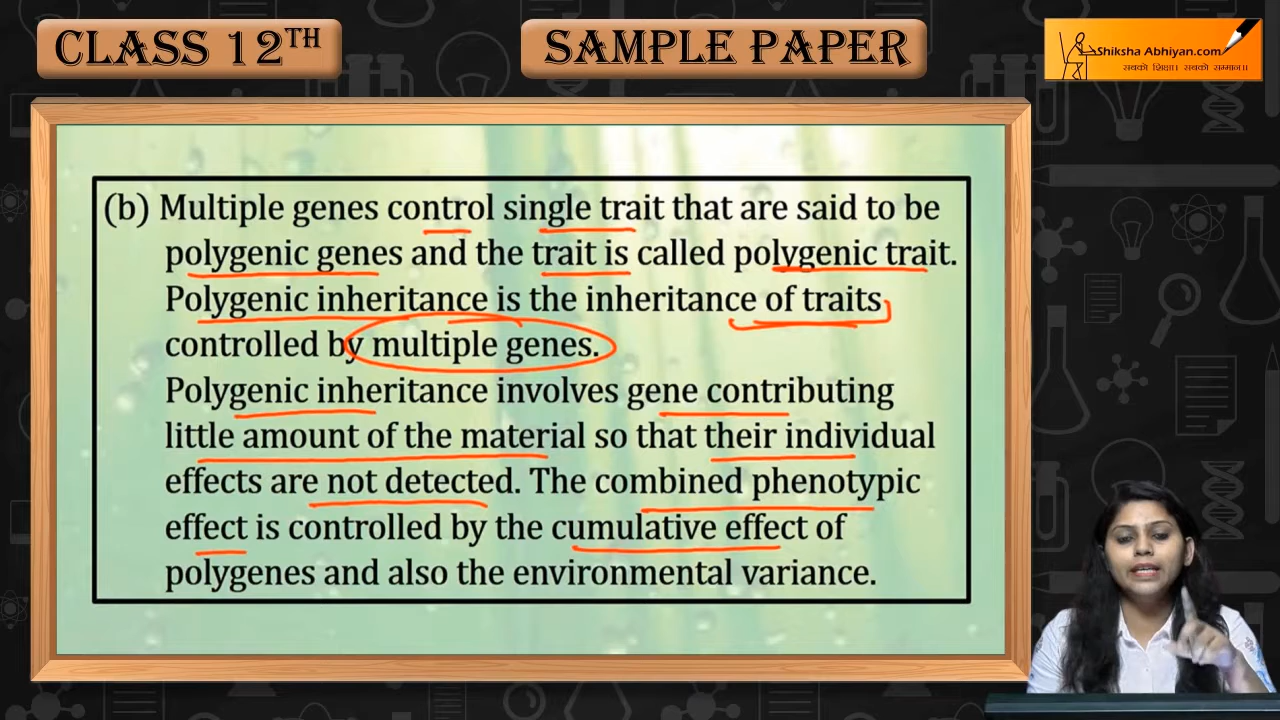 CLASS 12TH
SAMPLE PAPER
Shiksha Abhiyan.com
सबको शिक्षा। सबको सम्मान।।
(b) Multiple genes control single trait that are said to be
polygenic genes and the trait is called polygenic trait.
Polygenic inheritance is the inheritance of traits
controlled by multiple genes.
Polygenic inheritance involves gene contributing
little amount of the material so that their individual
effects are not detected. The combined phenotypic
effect is controlled by the cumulative effect of
polygenes and also the environmental variance.